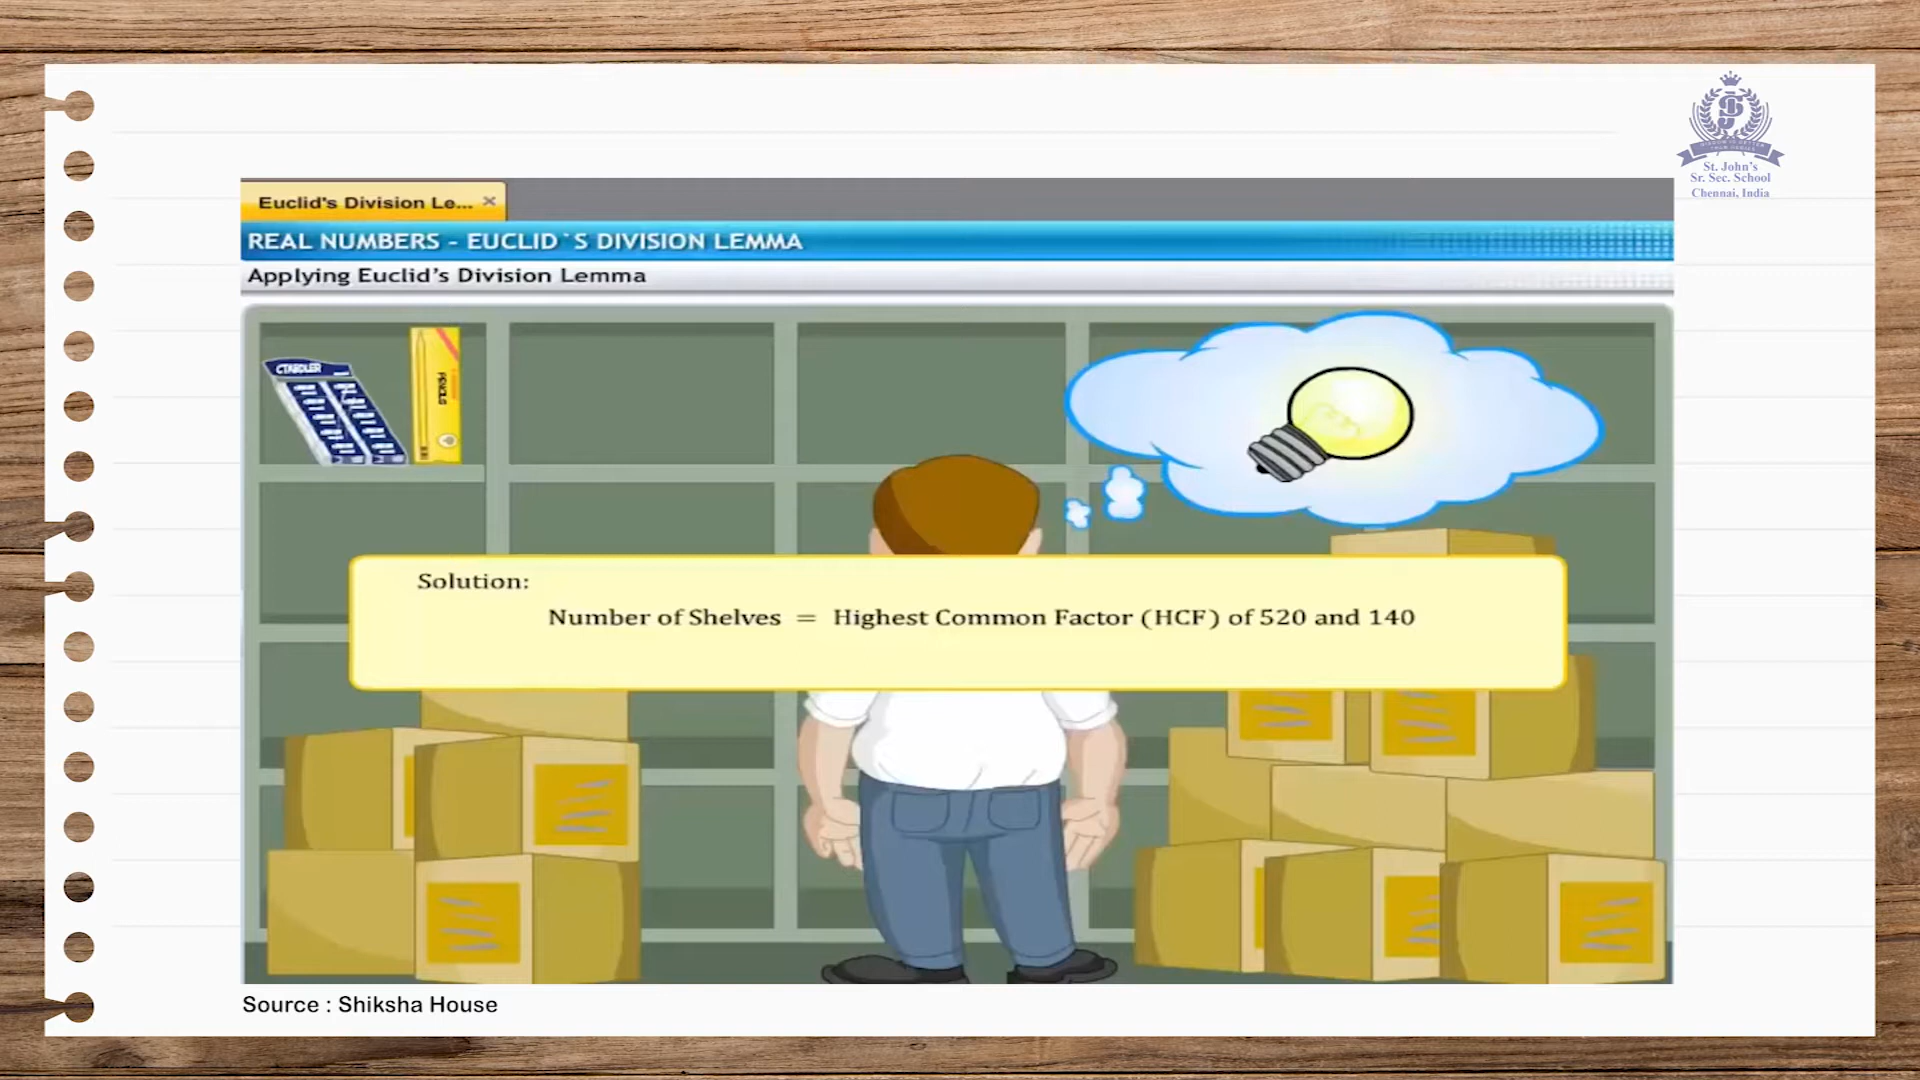 St. John's
Sr. Sec. School
Chennai, India
Euclid's Division Le... ×
REAL NUMBERS - EUCLID`S DIVISION LEMMA
Applying Euclid's Division Lemma
Solution:
Number of Shelves = Highest Common Factor (HCF) of 520 and 140
Source : Shiksha House